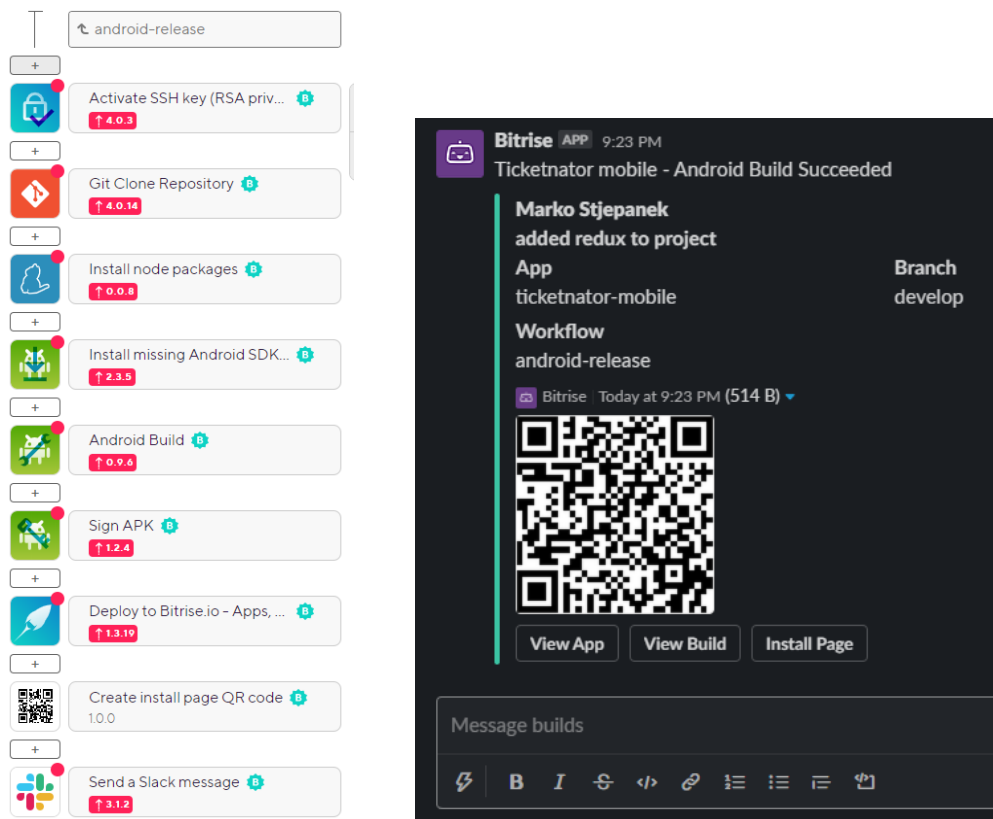 android-release
+
Activate SSH key (RSA priv...
↑ 4.0.3
+
Git Clone Repository
↑ 4.0.14
+
Install node packages
↑ 0.0.8
+
Install missing Android SDK...
↑ 2.3.5
+
Android Build
↑ 0.9.6
+
Sign APK
↑ 1.2.4
+
Deploy to Bitrise.io - Apps, ...
↑ 1.3.19
+
Create install page QR code
1.0.0
+
Send a Slack message
↑ 3.1.2
Bitrise APP 9:23 PM
Ticketnator mobile - Android Build Succeeded
Marko Stjepanek
added redux to project
App Branch
ticketnator-mobile develop
Workflow
android-release
Bitrise Today at 9:23 PM (514 B)
View App View Build Install Page
Message builds